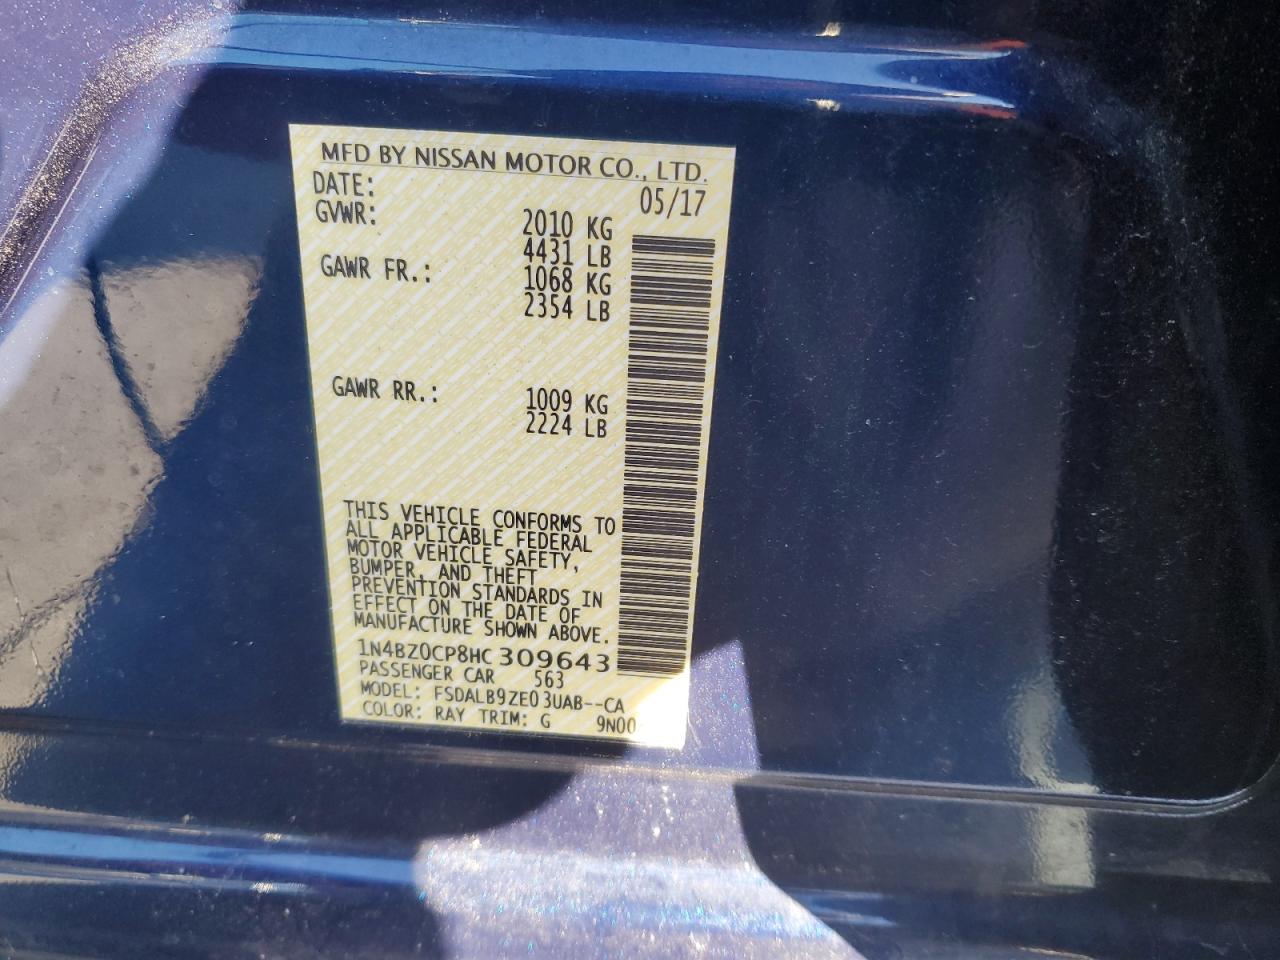 MFD BY NISSAN MOTOR CO., LTD.
DATE: 05/17
GVWR: 2010 KG
4431 LB
GAWR FR.: 1068 KG
2354 LB
GAWR RR.: 1009 KG
2224 LB
THIS VEHICLE CONFORMS TO
ALL APPLICABLE FEDERAL
MOTOR VEHICLE SAFETY,
BUMPER, AND THEFT
PREVENTION STANDARDS IN
EFFECT ON THE DATE OF
MANUFACTURE SHOWN ABOVE.
1N4BZ0CP8HC309643
PASSENGER CAR 563
MODEL: FSDALB9ZE03UAB--CA
COLOR: RAY TRIM: G 9N00